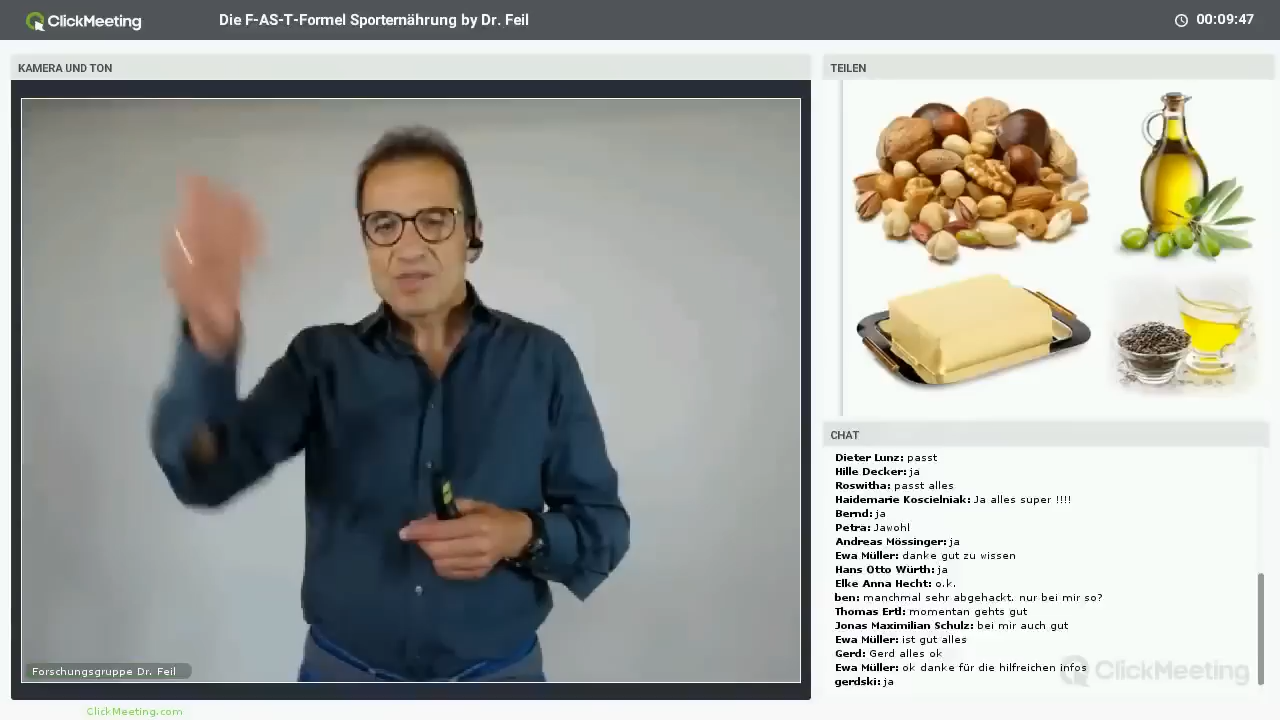 ClickMeeting
Die F-AS-T-Formel Sporternährung by Dr. Feil
00:09:47
KAMERA UND TON
TEILEN
Forschungsgruppe Dr. Feil
CHAT
Dieter Lunz: passt
Hille Decker: ja
Roswitha: passt alles
Haidemarie Koscielniak: Ja alles super !!!!
Bernd: ja
Petra: Jawohl
Andreas Mössinger: ja
Ewa Müller: danke gut zu wissen
Hans Otto Würth: ja
Elke Anna Hecht: o.k.
ben: manchmal sehr abgehackt. nur bei mir so?
Thomas Ertl: momentan gehts gut
Jonas Maximilian Schulz: bei mir auch gut
Ewa Müller: ist gut alles
Gerd: Gerd alles ok
Ewa Müller: ok danke für die hilfreichen infos
gerdski: ja
ClickMeeting
ClickMeeting.com